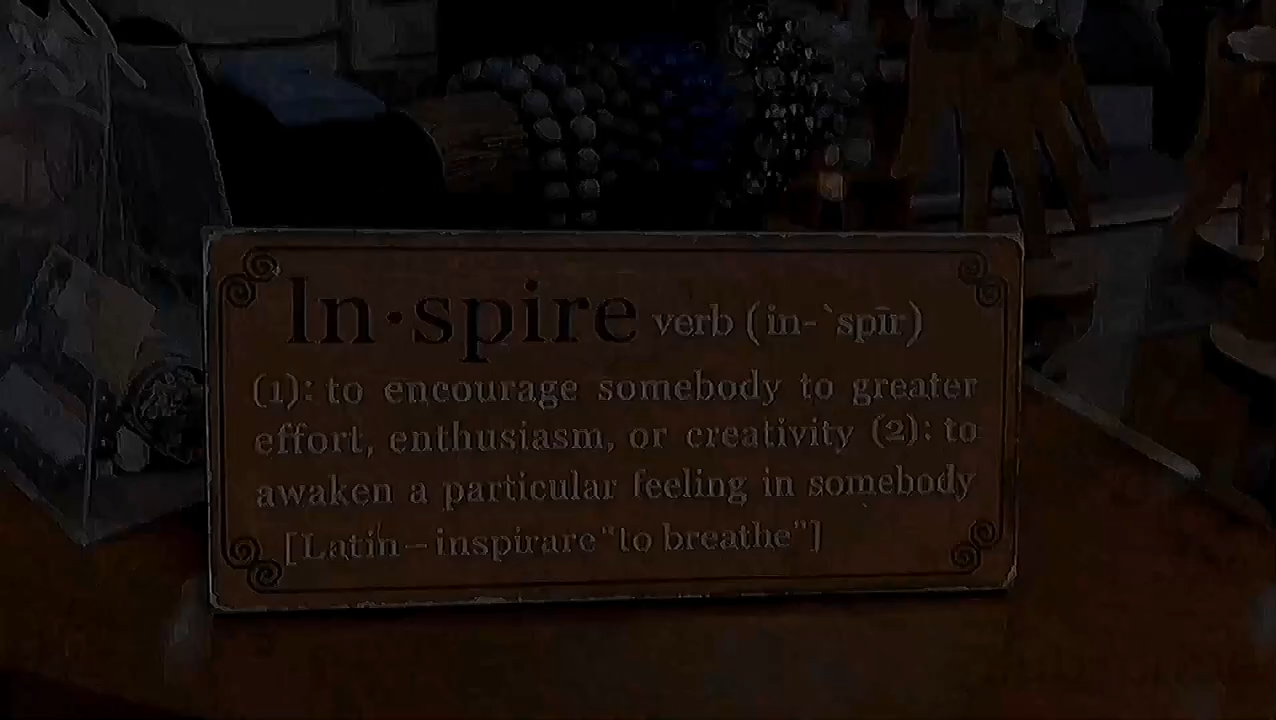 In·spire verb (in-`spīr)
(1): to encourage somebody to greater
effort, enthusiasm, or creativity (2): to
awaken a particular feeling in somebody
[Latin – inspirare "to breathe"]